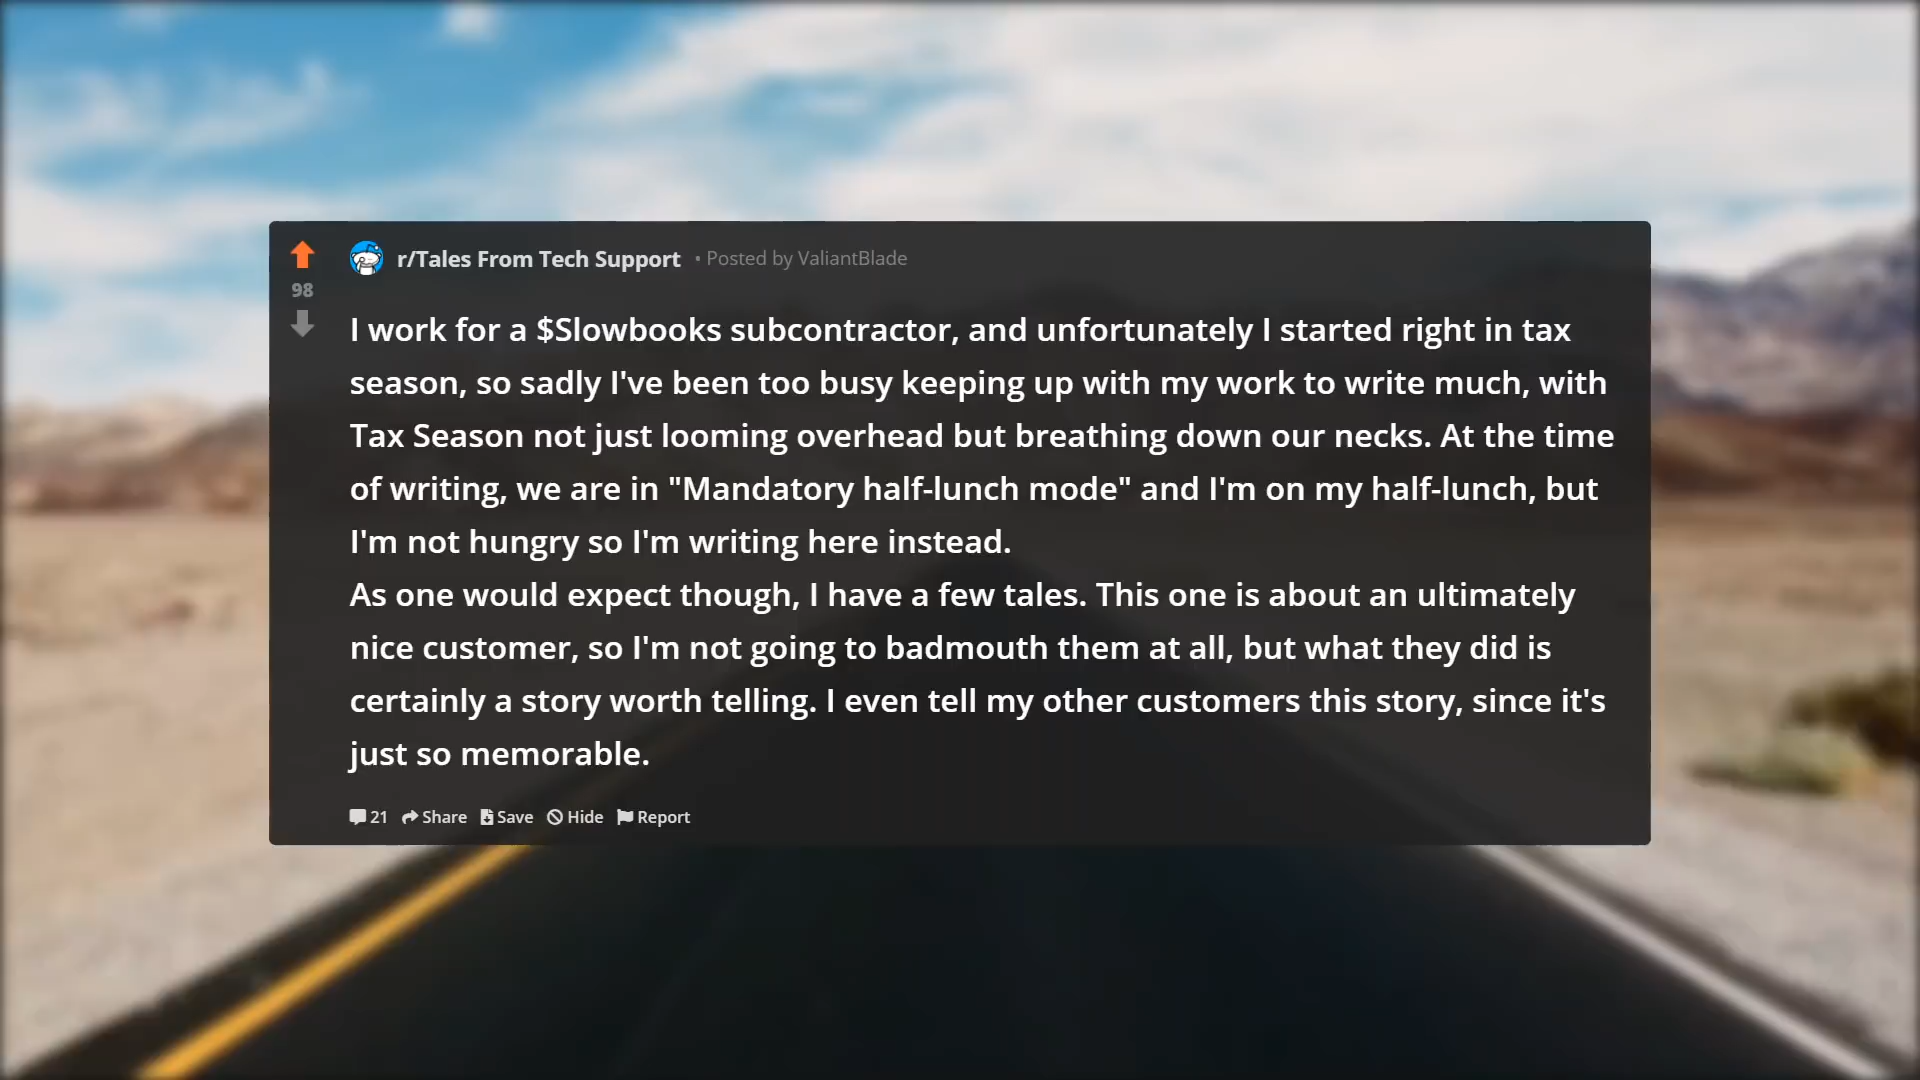 r/Tales From Tech Support • Posted by ValiantBlade
98
I work for a $Slowbooks subcontractor, and unfortunately I started right in tax
season, so sadly I've been too busy keeping up with my work to write much, with
Tax Season not just looming overhead but breathing down our necks. At the time
of writing, we are in "Mandatory half-lunch mode" and I'm on my half-lunch, but
I'm not hungry so I'm writing here instead.
As one would expect though, I have a few tales. This one is about an ultimately
nice customer, so I'm not going to badmouth them at all, but what they did is
certainly a story worth telling. I even tell my other customers this story, since it's
just so memorable.
21 Share Save Hide Report